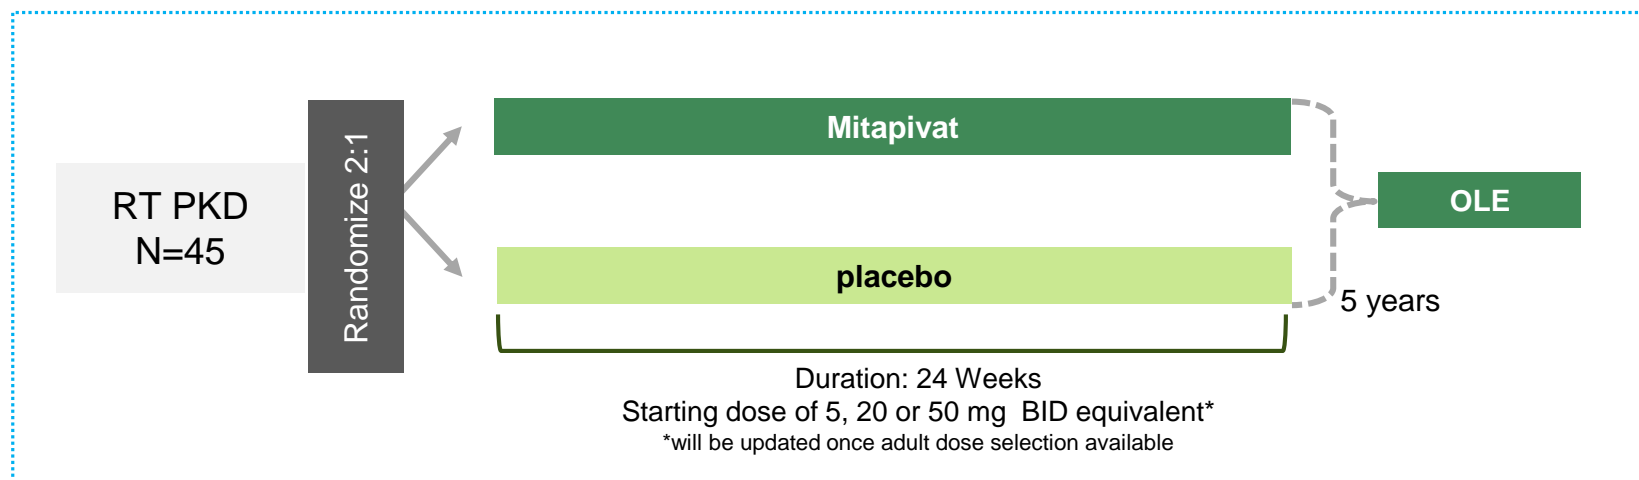 RT PKD
N=45
Randomize 2:1
Mitapivat
placebo
OLE
5 years
Duration: 24 Weeks
Starting dose of 5, 20 or 50 mg  BID equivalent*
*will be updated once adult dose selection available